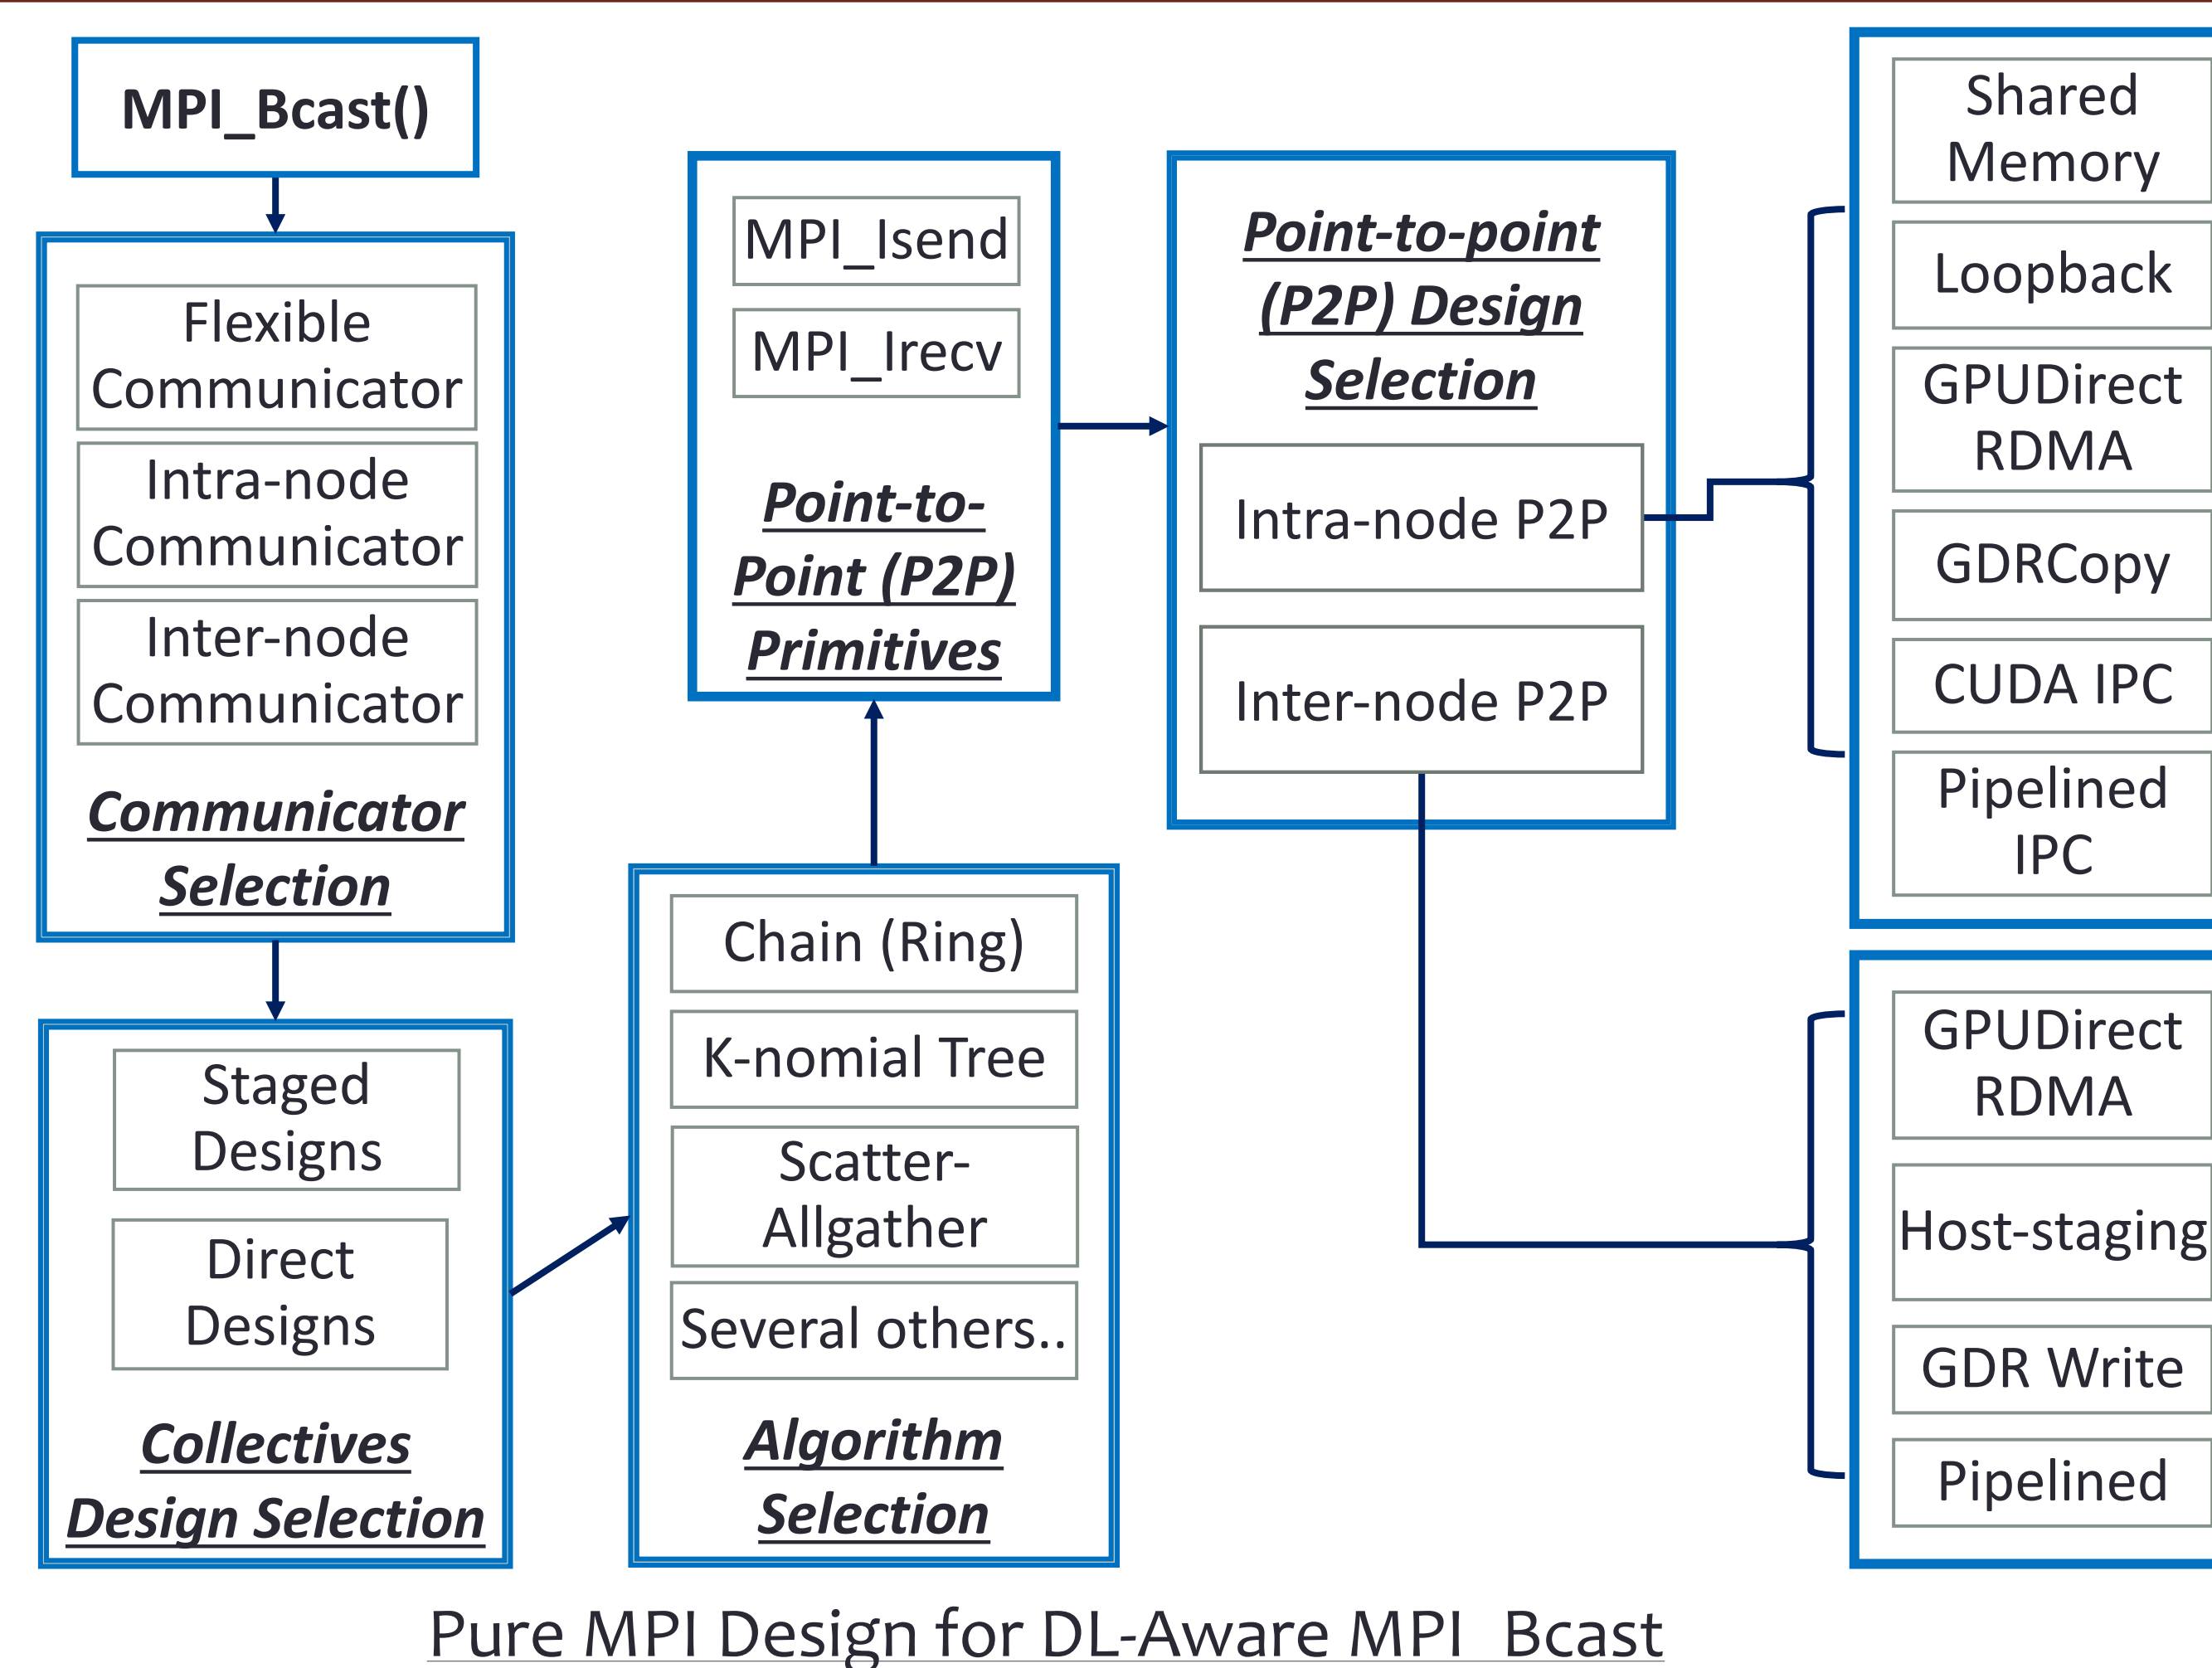 MPI_Bcast()
Flexible
Communicator
Intra-node
Communicator
Inter-node
Communicator
Communicator
Selection
Staged
Designs
Direct
Designs
Collectives
Design Selection
Chain (Ring)
K-nomial Tree
Scatter-
Allgather
Several others..
Algorithm
Selection
MPI_Isend
MPI_Irecv
Point-to-
Point (P2P)
Primitives
Point-to-point
(P2P) Design
Selection
Intra-node P2P
Inter-node P2P
Shared
Memory
Loopback
GPUDirect
RDMA
GDRCopy
CUDA IPC
Pipelined
IPC
GPUDirect
RDMA
Host-staging
GDR Write
Pipelined
Pure MPI Design for DL-Aware MPI Bcast